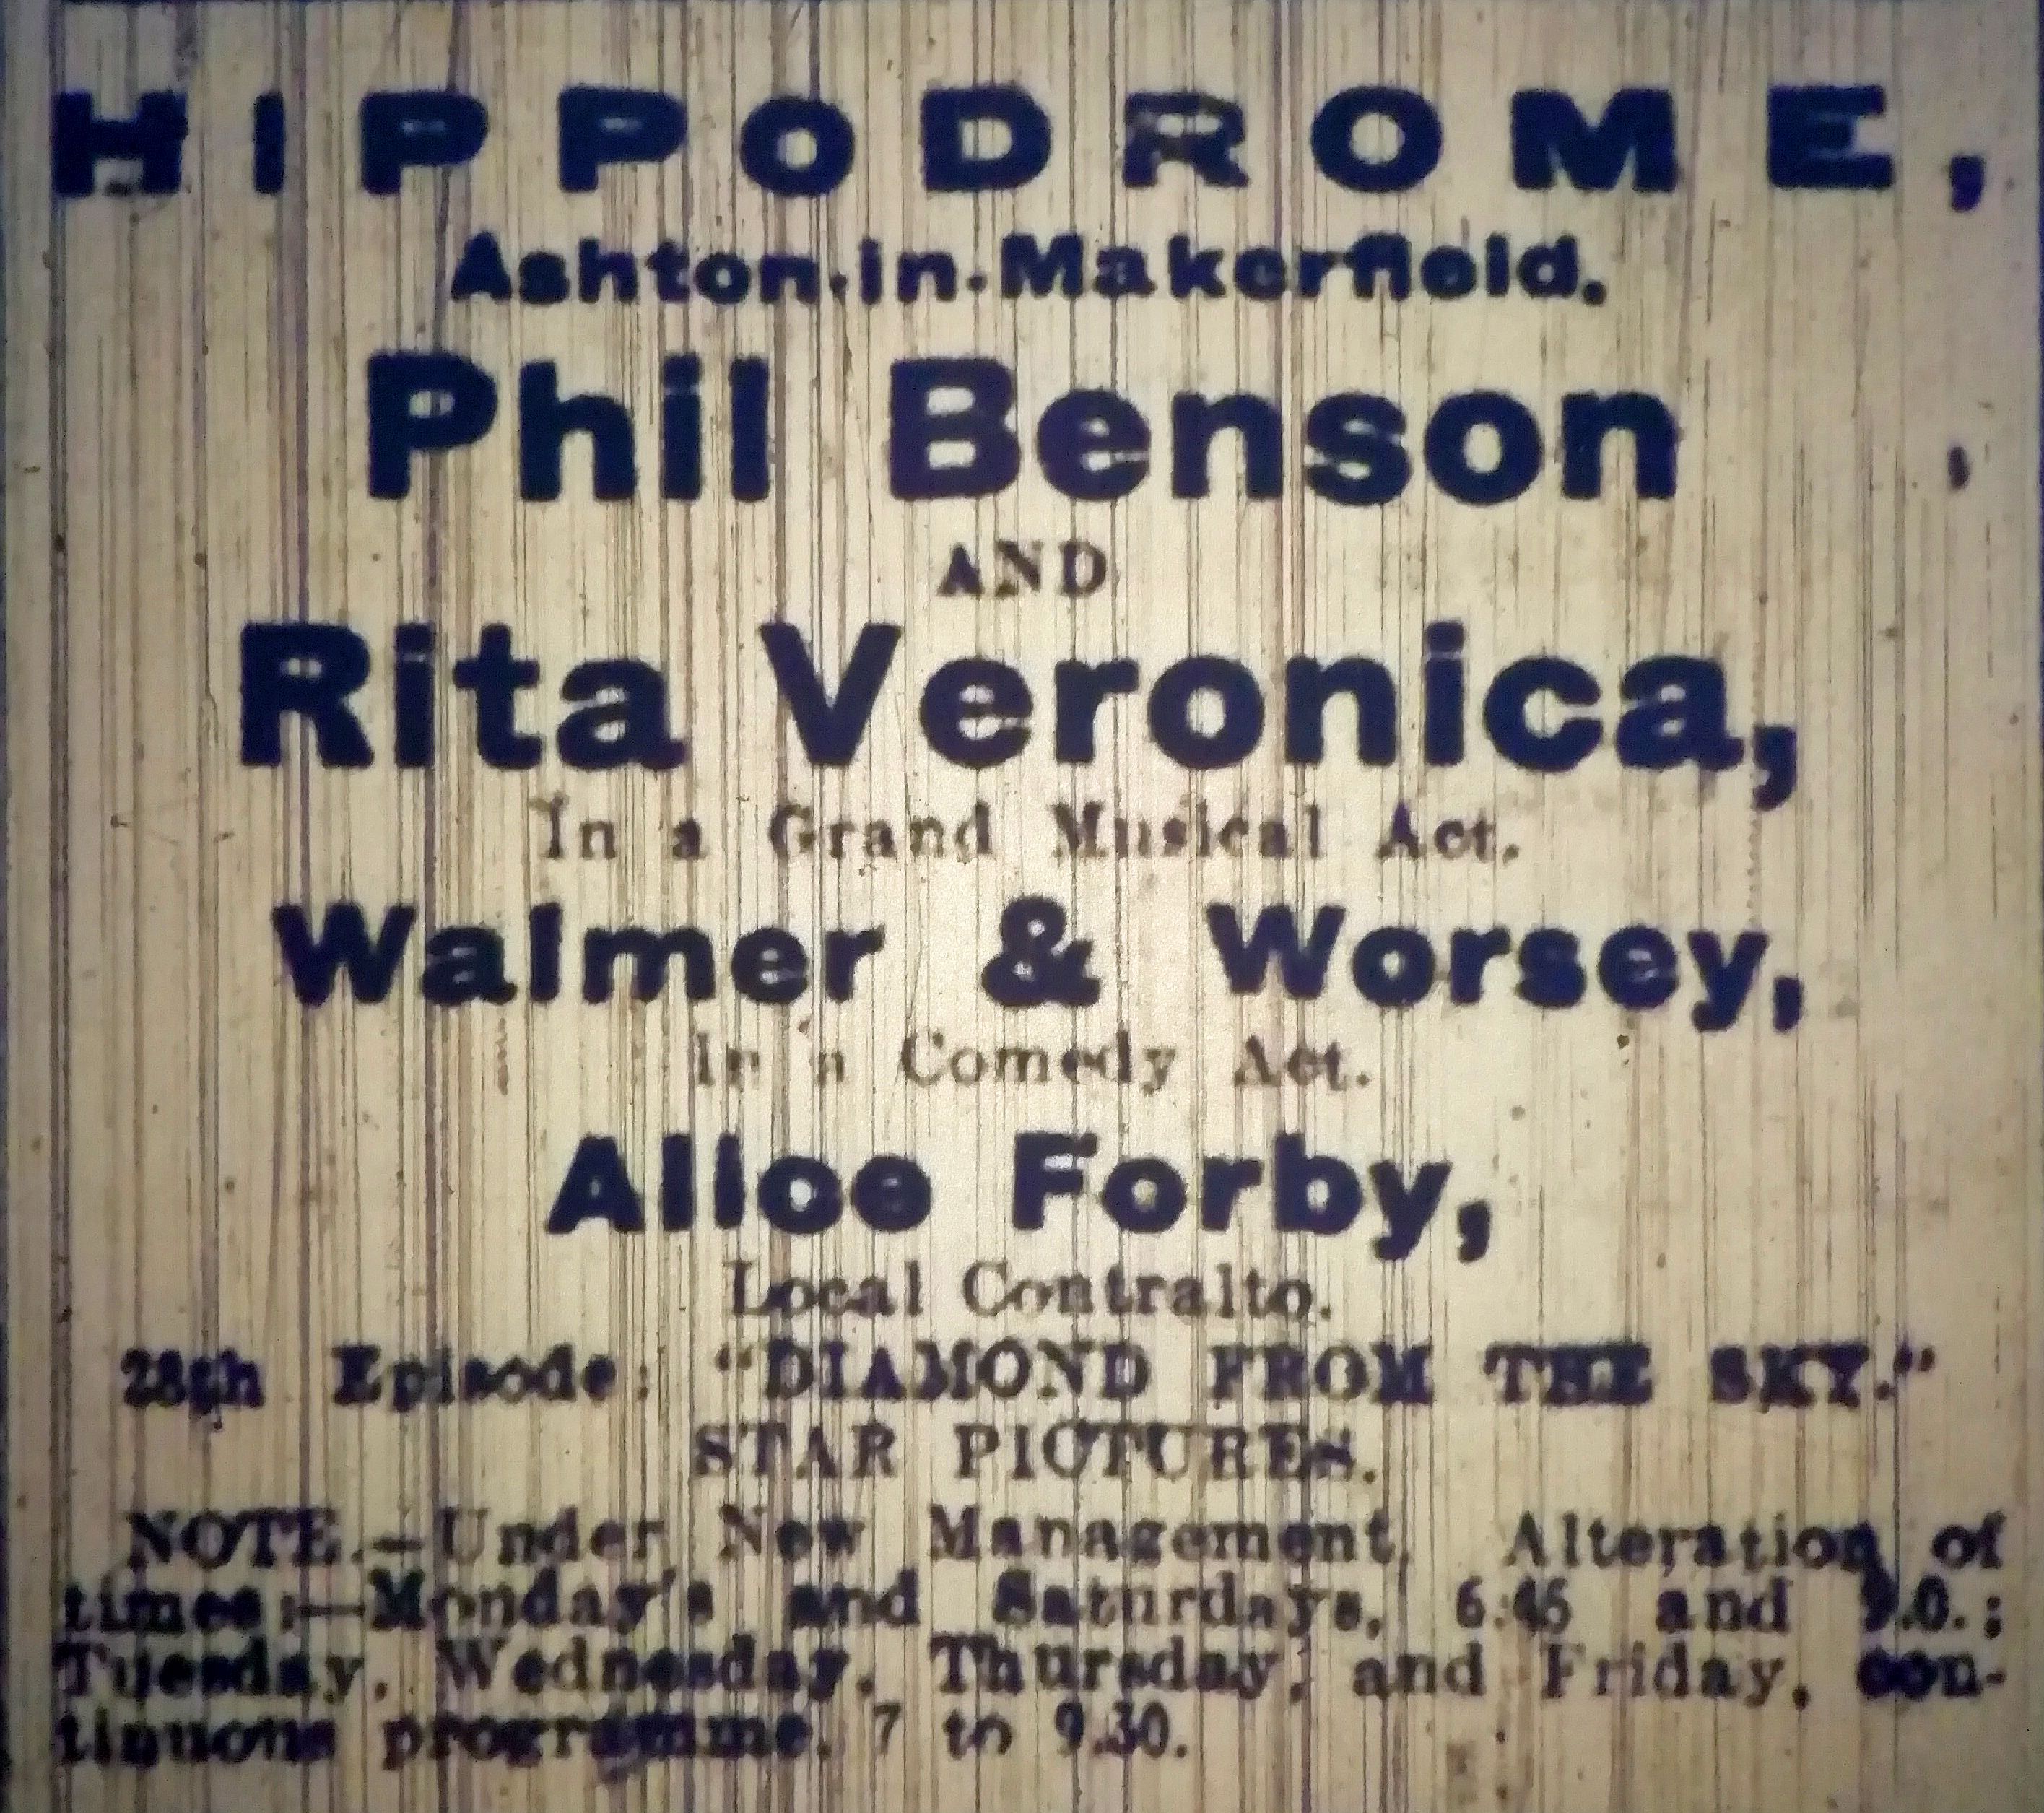 HIPPODROME,
Ashton-in-Makerfield.
Phil Benson
AND
Rita Veronica,
In a Grand Musical Act.
Walmer & Worsey,
In a Comedy Act.
Alice Forby,
Local Contralto.
28th Episode: "DIAMOND FROM THE SKY."
STAR PICTURES.
NOTE.—Under New Management. Alteration of
times:—Monday's and Saturdays, 6.45 and 9.0.;
Tuesday, Wednesday, Thursday, and Friday, con-
tinuous programme, 7 to 9.30.